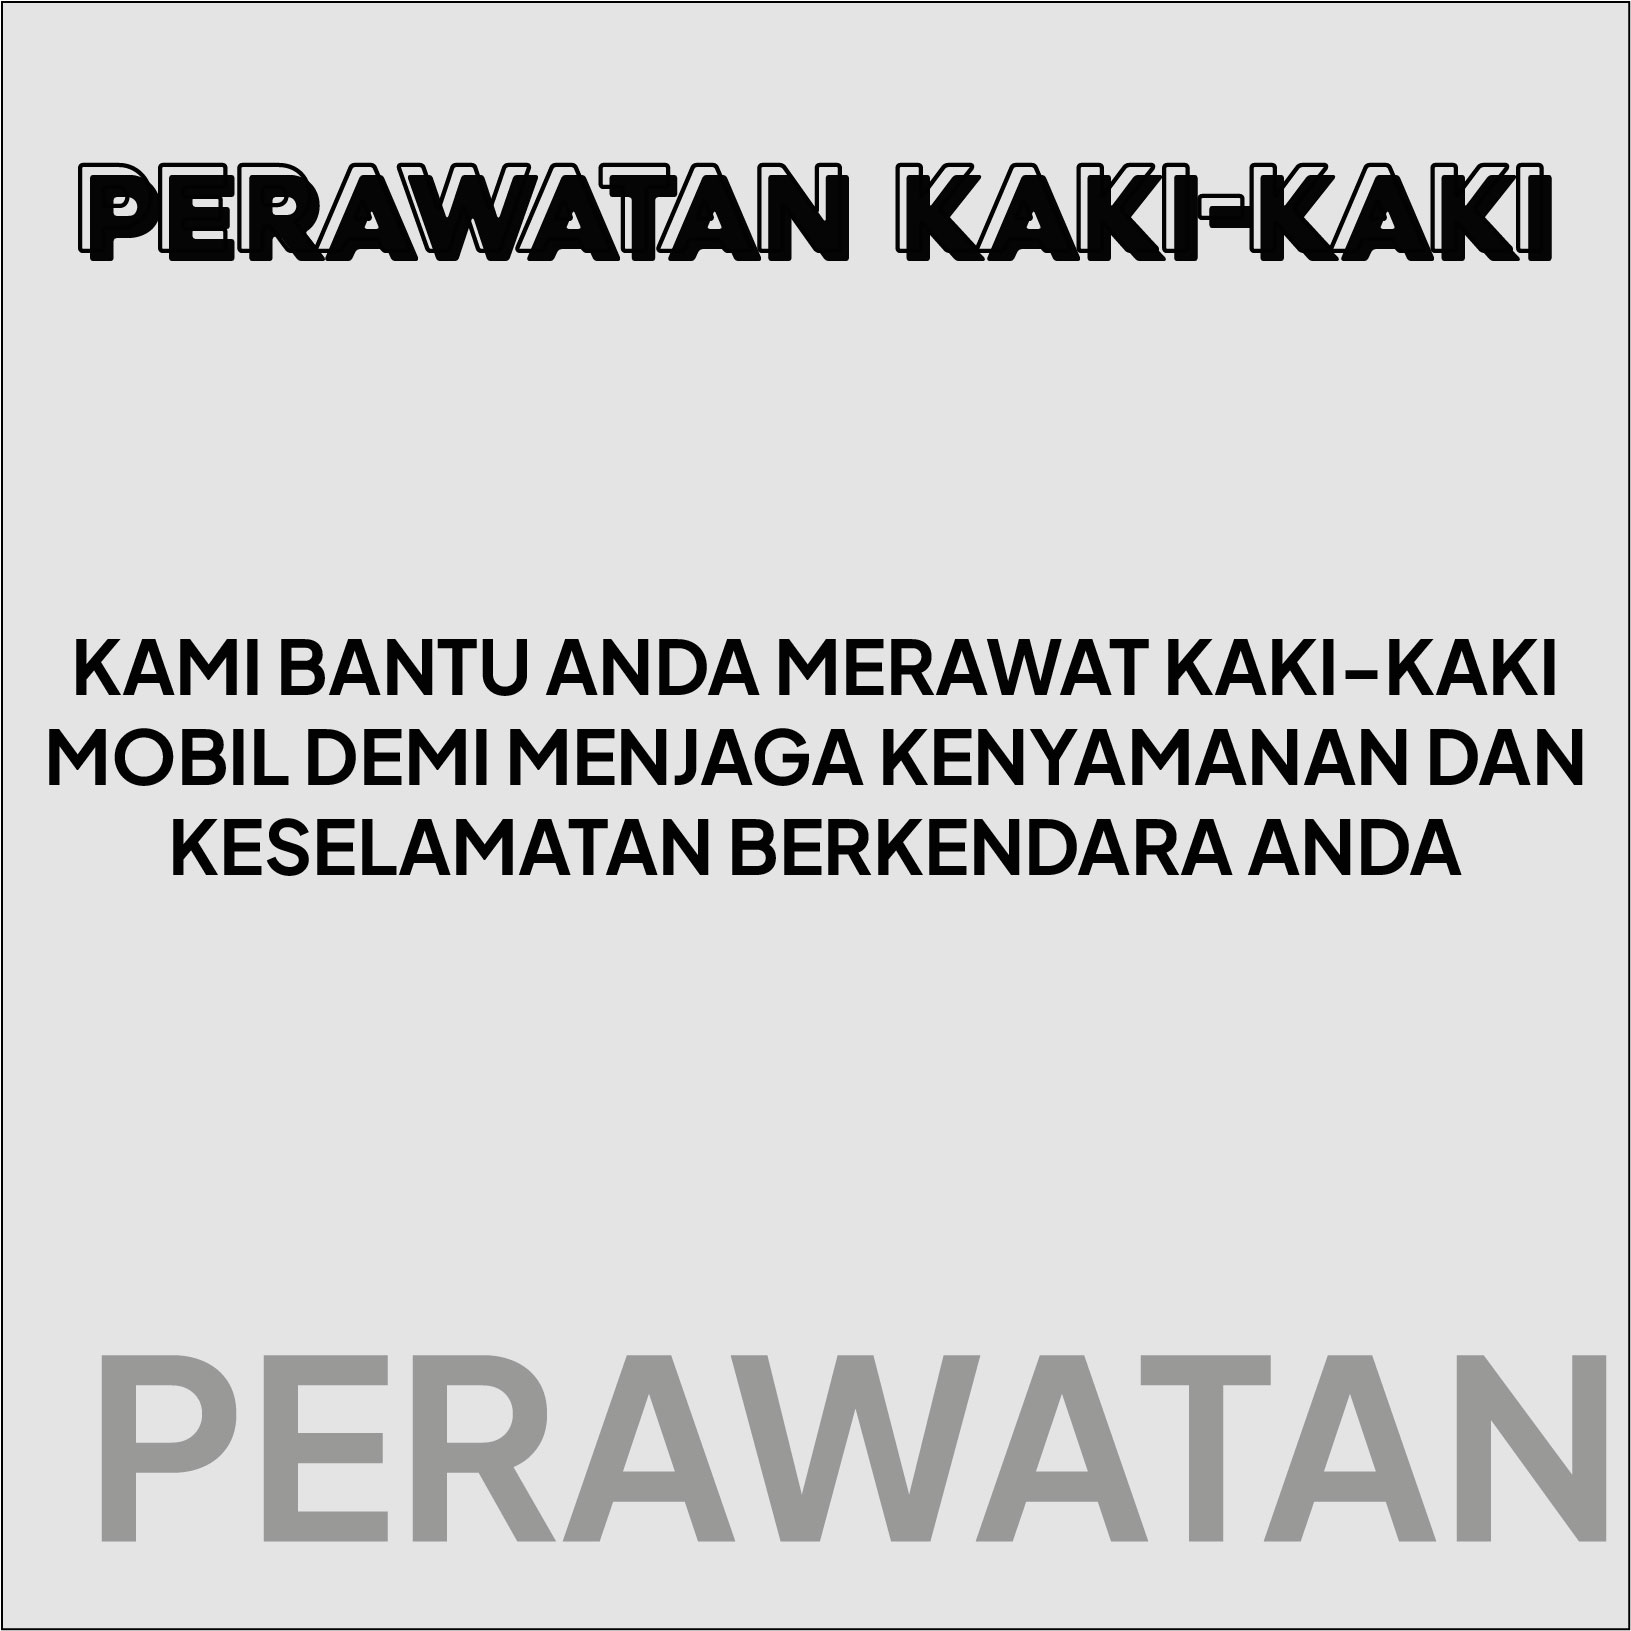 PERAWATAN KAKI-KAKI
KAMI BANTU ANDA MERAWAT KAKI-KAKI
MOBIL DEMI MENJAGA KENYAMANAN DAN
KESELAMATAN BERKENDARA ANDA
PERAWATAN